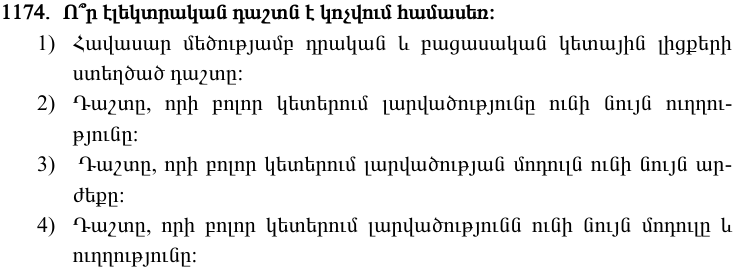 1174. Ո՞ր էլեկտրական դաշտն է կոչվում համասեռ:
1) Հավասար մեծությամբ դրական և բացասական կետային լիցքերի
ստեղծած դաշտը:
2) Դաշտը, որի բոլոր կետերում լարվածությունը ունի նույն ուղղու-
թյունը:
3) Դաշտը, որի բոլոր կետերում լարվածության մոդուլն ունի նույն ար-
ժեքը:
4) Դաշտը, որի բոլոր կետերում լարվածությունն ունի նույն մոդուլը և
ուղղությունը: